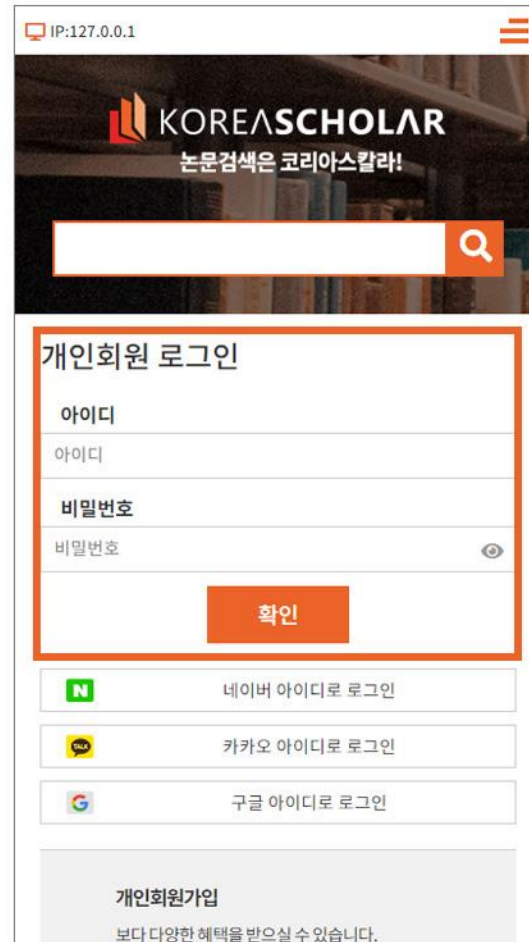 IP:127.0.0.1
KOREASCHOLAR
논문검색은 코리아스칼라!
개인회원 로그인
아이디
아이디
비밀번호
비밀번호
확인
N 네이버 아이디로 로그인
TALK 카카오 아이디로 로그인
G 구글 아이디로 로그인
개인회원가입
보다 다양한 혜택을 받으실 수 있습니다.